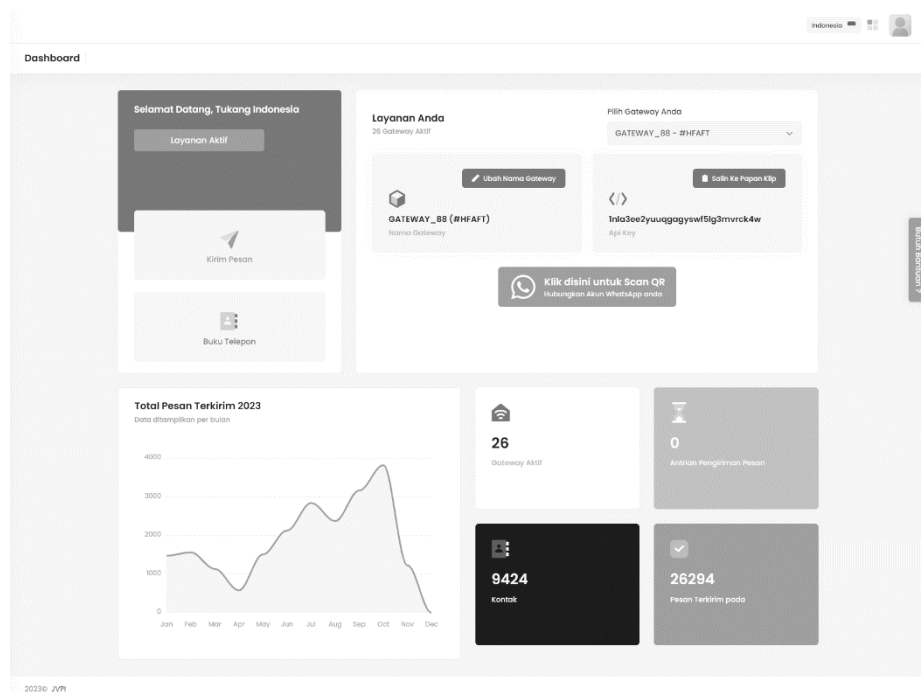 Indonesia
Dashboard
Selamat Datang, Tukang Indonesia
Layanan Aktif
Kirim Pesan
Buku Telepon
Layanan Anda
26 Gateway Aktif
Pilih Gateway Anda
GATEWAY_88 - #HFAFT
Ubah Nama Gateway
GATEWAY_88 (#HFAFT)
Nama Gateway
Salin Ke Papan Klip
</>
1nla3ee2yuuqgagyswf5lg3mvrck4w
Api Key
Klik disini untuk Scan QR
Hubungkan Akun WhatsApp anda
Butuh Bantuan ?
Total Pesan Terkirim 2023
Data ditampilkan per bulan
4000
3000
2000
1000
0
Jan Feb Mar Apr May Jun Jul Aug Sep Oct Nov Dec
26
Gateway Aktif
0
Antrian Pengiriman Pesan
9424
Kontak
26294
Pesan Terkirim pada
2023© JVPI